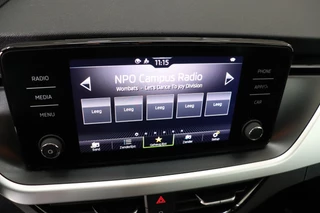 11:15
NPO Campus Radio
Wombats - Let's Dance To Joy Division
RADIO
MEDIA
MENU
PHONE
APPS
CAR
Leeg Leeg Leeg Leeg Leeg
Zenderlijst